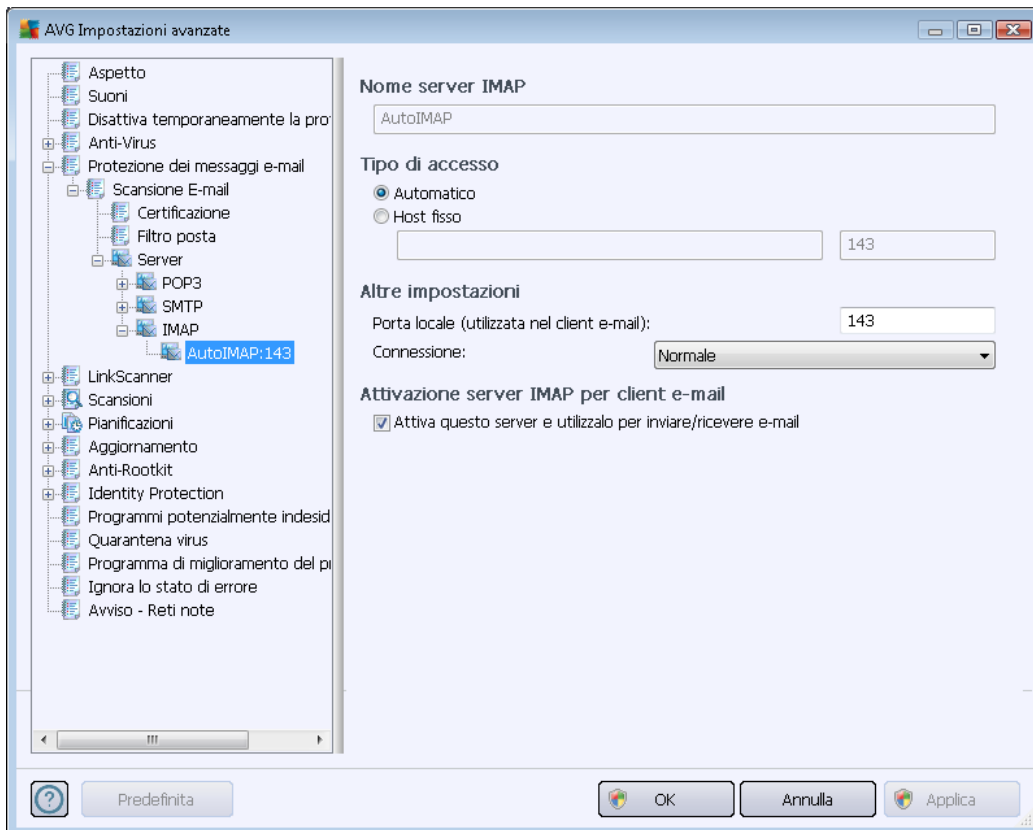 AVG Impostazioni avanzate
Aspetto
Suoni
Disattiva temporaneamente la pro
Anti-Virus
Protezione dei messaggi e-mail
Scansione E-mail
Certificazione
Filtro posta
Server
POP3
SMTP
IMAP
AutoIMAP:143
LinkScanner
Scansioni
Pianificazioni
Aggiornamento
Anti-Rootkit
Identity Protection
Programmi potenzialmente indesid
Quarantena virus
Programma di miglioramento del pr
Ignora lo stato di errore
Avviso - Reti note
Nome server IMAP
AutoIMAP
Tipo di accesso
Automatico
Host fisso
143
Altre impostazioni
Porta locale (utilizzata nel client e-mail): 143
Connessione: Normale
Attivazione server IMAP per client e-mail
Attiva questo server e utilizzalo per inviare/ricevere e-mail
? Predefinita OK Annulla Applica